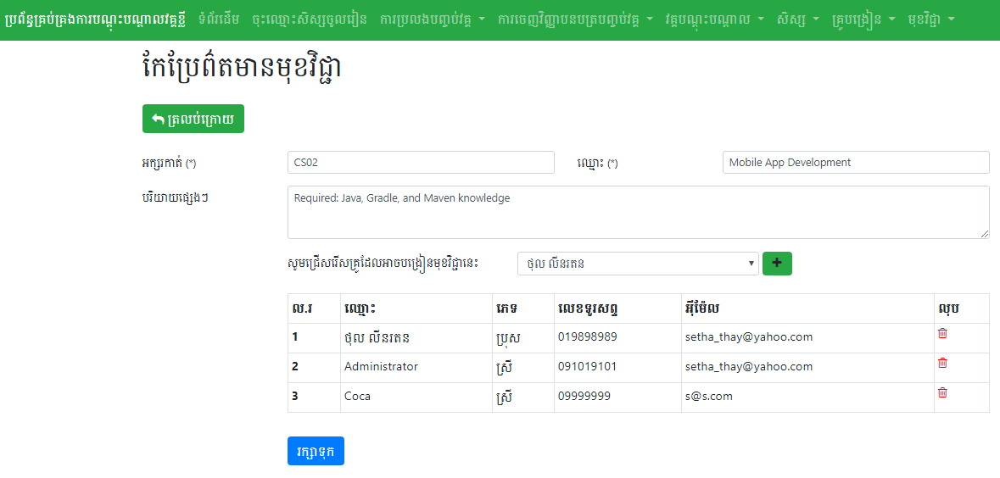 ប្រព័ន្ធគ្រប់គ្រងការបណ្តុះបណ្តាលវគ្គខ្លី ទំព័រដើម ចុះឈ្មោះសិស្សចូលរៀន ការប្រលងបញ្ចប់វគ្គ ការចេញវិញ្ញាបនបត្របញ្ចប់វគ្គ វគ្គបណ្តុះបណ្តាល សិស្ស គ្រូបង្រៀន មុខវិជ្ជា
កែប្រែព៌តមានមុខវិជ្ជា
ត្រលប់ក្រោយ
អក្សរកាត់ (*) CS02 ឈ្មោះ (*) Mobile App Development
បរិយាយផ្សេងៗ Required: Java, Gradle, and Maven knowledge
សូមជ្រើសរើសគ្រូដែលអាចបង្រៀនមុខវិជ្ជានេះ ថុល លីនរតន
ល.រ ឈ្មោះ ភេទ លេខទូរសព្ទ អ៊ីម៉ែល លុប
1 ថុល លីនរតន ប្រុស 019898989 setha_thay@yahoo.com
2 Administrator ស្រី 091019101 setha_thay@yahoo.com
3 Coca ស្រី 09999999 s@s.com
រក្សាទុក